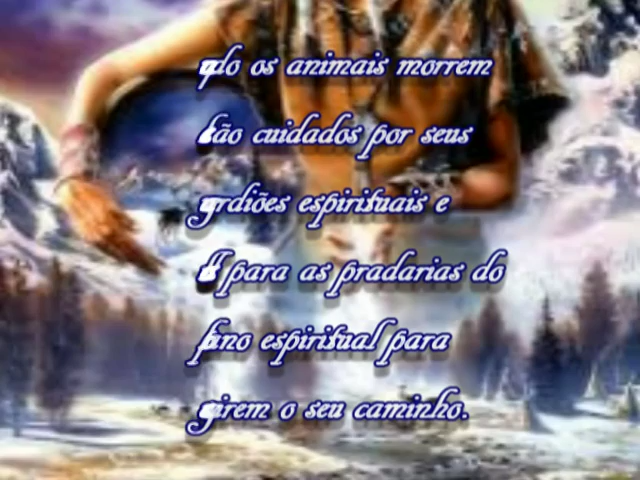 os animais morrem
cuidados por seus
espirituais e
para as pradarias do
espiritual para
o seu caminho.